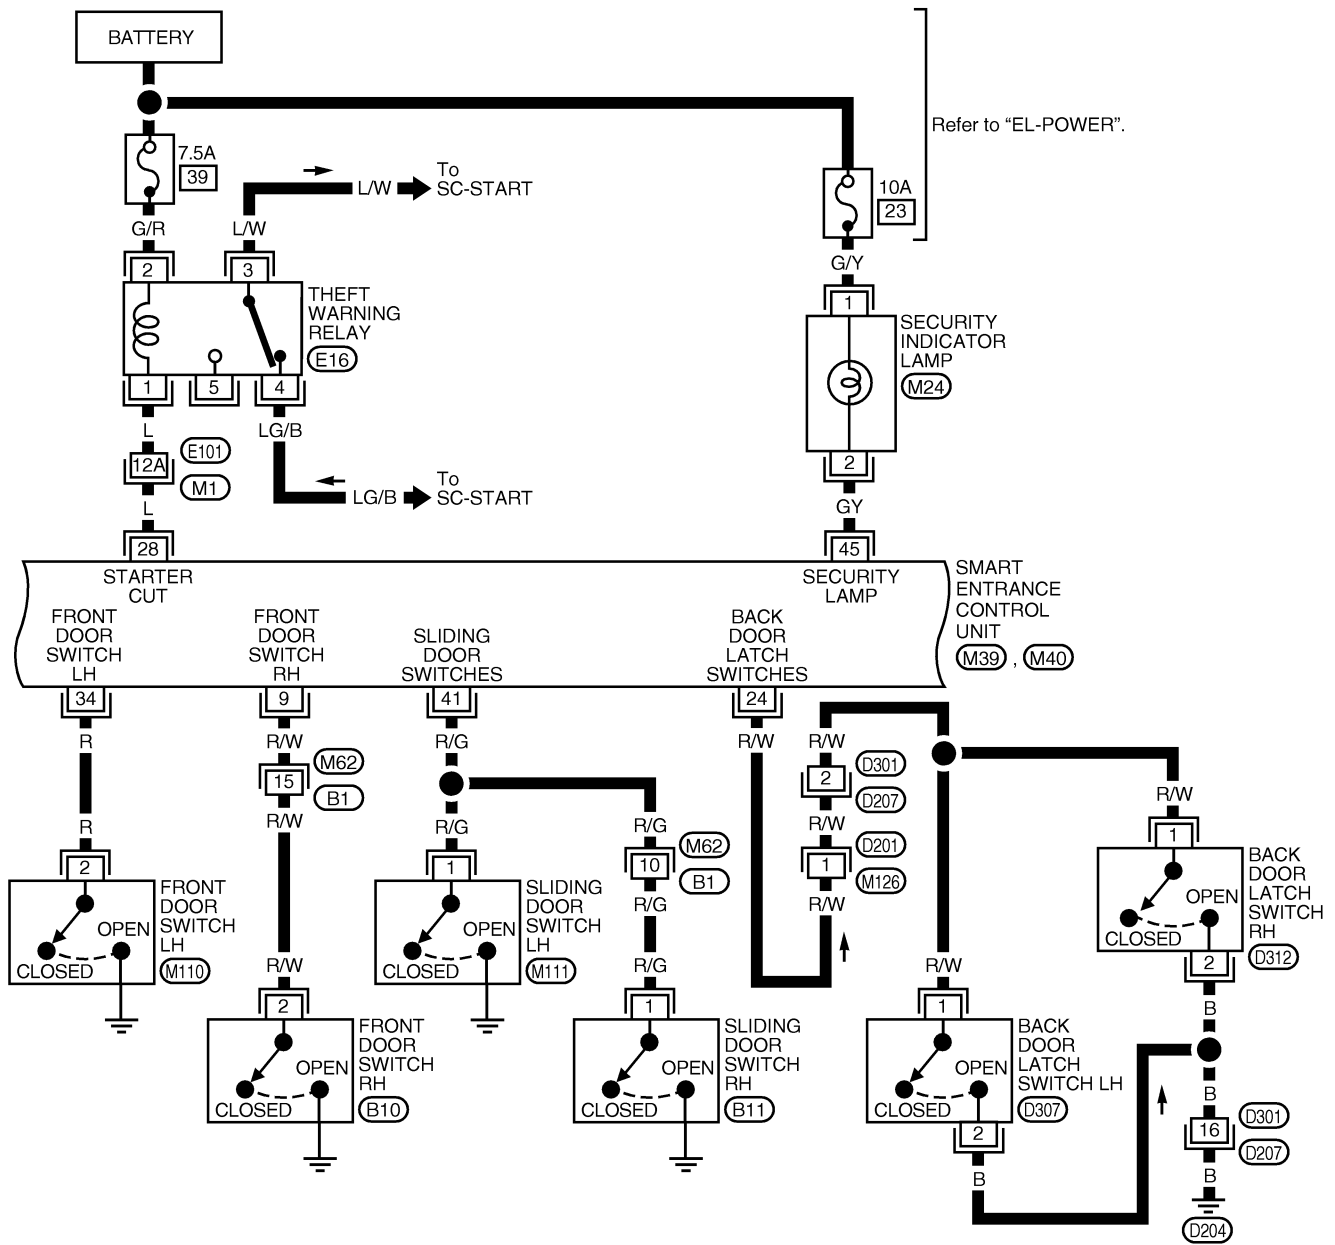 BATTERY
Refer to “EL-POWER”.
7.5A
39
To
L/W
SC-START
10A
23
G/R
L/W
G/Y
2
3
1
THEFT
WARNING
RELAY
E16
SECURITY
INDICATOR
LAMP
M24
1
5
4
2
L
LG/B
12A
E101
M1
To
LG/B
SC-START
L
GY
28
45
STARTER
CUT
SECURITY
LAMP
SMART
ENTRANCE
CONTROL
UNIT
M39 , M40
FRONT
DOOR
SWITCH
LH
FRONT
DOOR
SWITCH
RH
SLIDING
DOOR
SWITCHES
BACK
DOOR
LATCH
SWITCHES
34
9
41
24
R
R/W
R/G
R/W
R/W
M62
15
B1
2
D301
D207
R/W
R
R/W
R/G
R/G
R/W
M62
10
B1
D201
1
M126
R/G
R/W
1
2
1
FRONT
DOOR
SWITCH
LH
M110
OPEN
CLOSED
SLIDING
DOOR
SWITCH
LH
M111
OPEN
CLOSED
BACK
DOOR
LATCH
SWITCH
RH
D312
OPEN
CLOSED
2
R/W
R/G
R/W
2
1
1
B
FRONT
DOOR
SWITCH
RH
B10
OPEN
CLOSED
SLIDING
DOOR
SWITCH
RH
B11
OPEN
CLOSED
BACK
DOOR
LATCH
SWITCH LH
D307
OPEN
CLOSED
2
B
B
16
D301
D207
B
D204